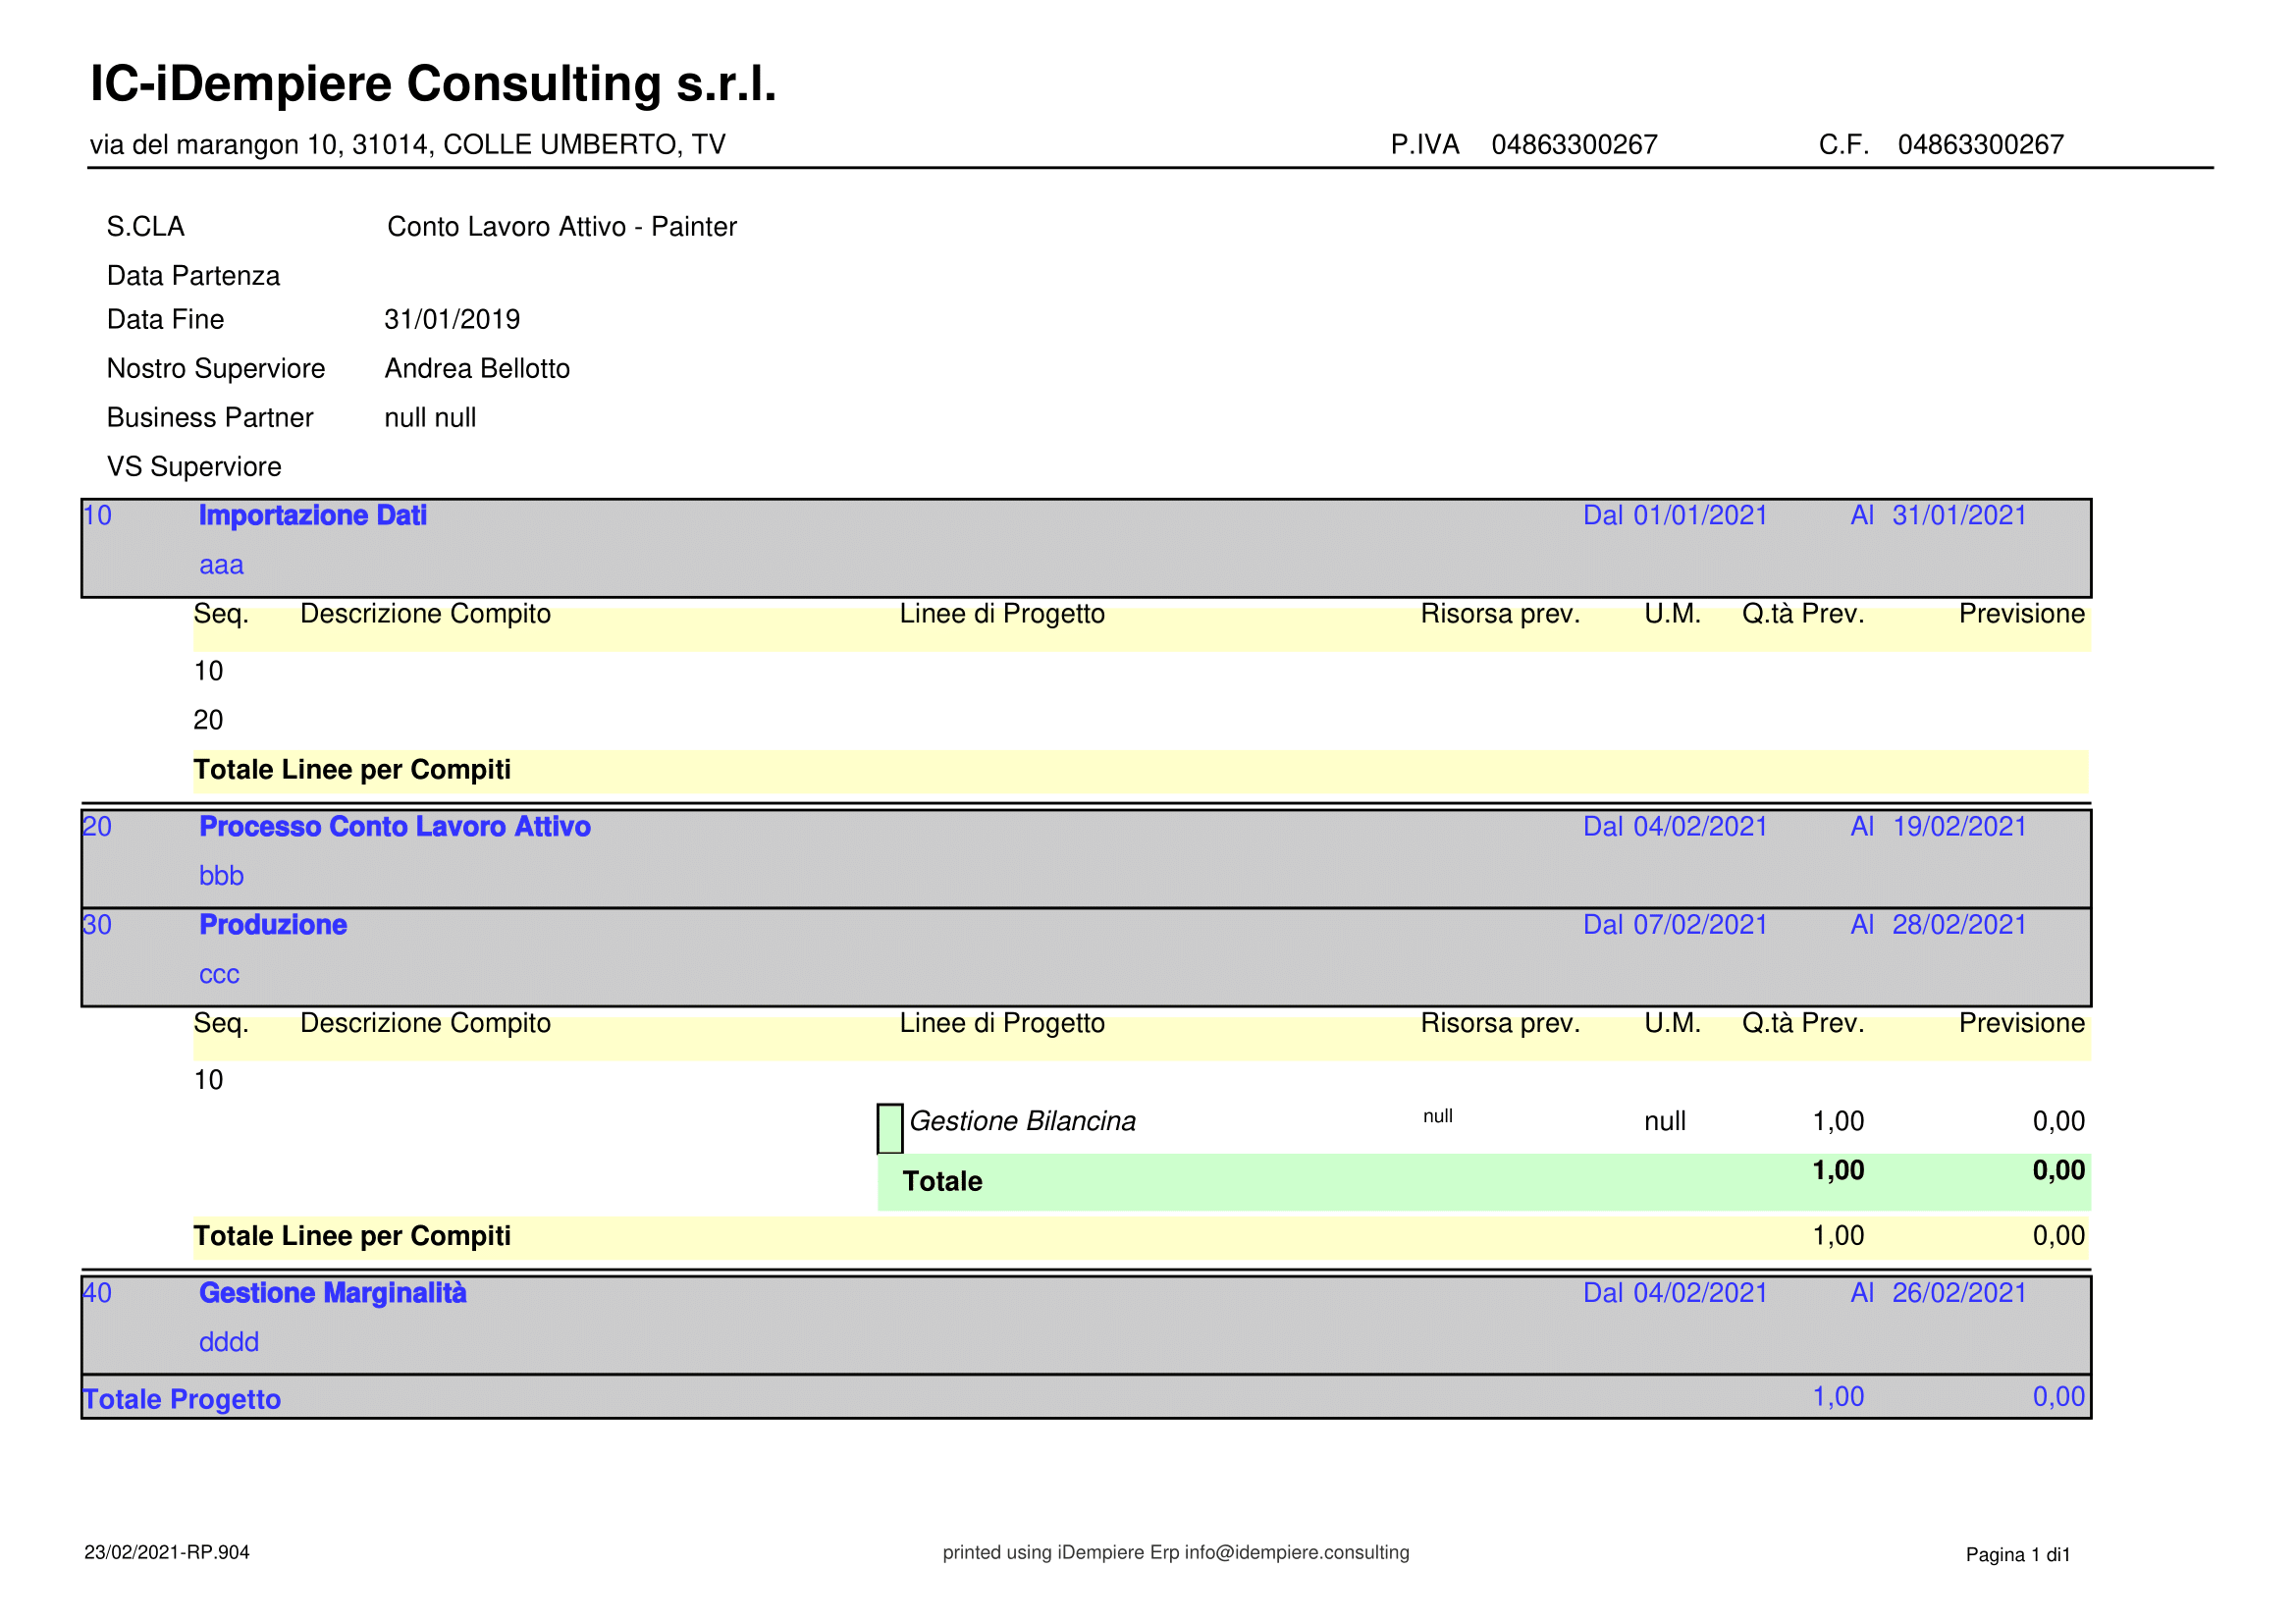 IC-iDempiere Consulting s.r.l.
via del marangon 10, 31014, COLLE UMBERTO, TV P.IVA 04863300267 C.F. 04863300267
S.CLA Conto Lavoro Attivo - Painter
Data Partenza
Data Fine 31/01/2019
Nostro Superviore Andrea Bellotto
Business Partner null null
VS Superviore
10 Importazione Dati Dal 01/01/2021 Al 31/01/2021
aaa
Seq. Descrizione Compito Linee di Progetto Risorsa prev. U.M. Q.tà Prev. Previsione
10
20
Totale Linee per Compiti
20 Processo Conto Lavoro Attivo Dal 04/02/2021 Al 19/02/2021
bbb
30 Produzione Dal 07/02/2021 Al 28/02/2021
ccc
Seq. Descrizione Compito Linee di Progetto Risorsa prev. U.M. Q.tà Prev. Previsione
10
Gestione Bilancina null null 1,00 0,00
Totale 1,00 0,00
Totale Linee per Compiti 1,00 0,00
40 Gestione Marginalità Dal 04/02/2021 Al 26/02/2021
dddd
Totale Progetto 1,00 0,00
23/02/2021-RP.904 printed using iDempiere Erp info@idempiere.consulting Pagina 1 di1